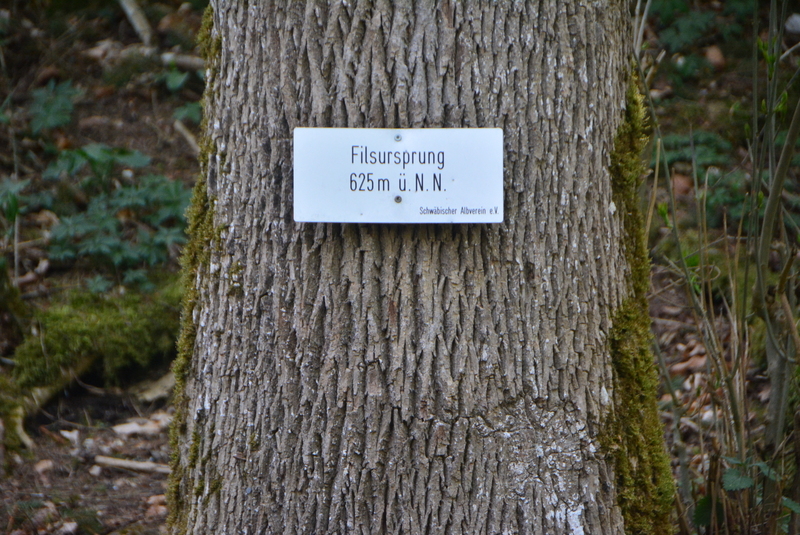 Filsursprung
625m ü.N.N.
Schwäbischer Albverein e.V.